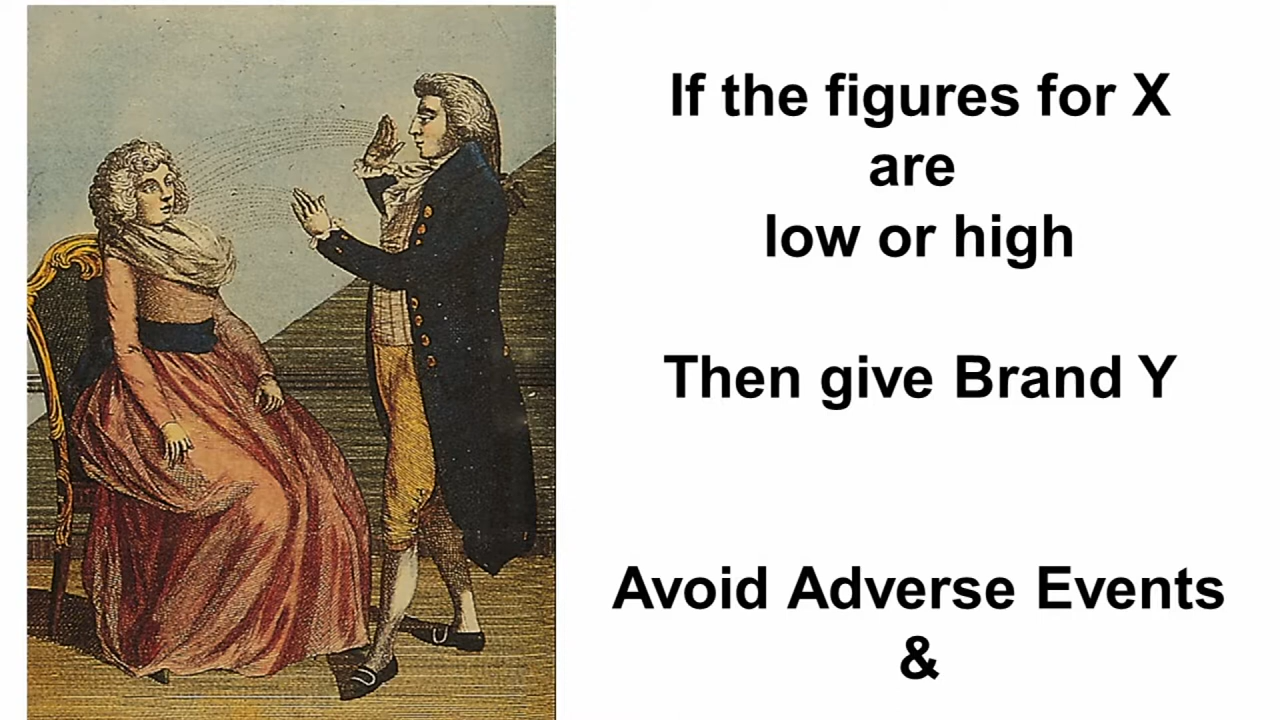 If the figures for X
are
low or high
Then give Brand Y
Avoid Adverse Events
&